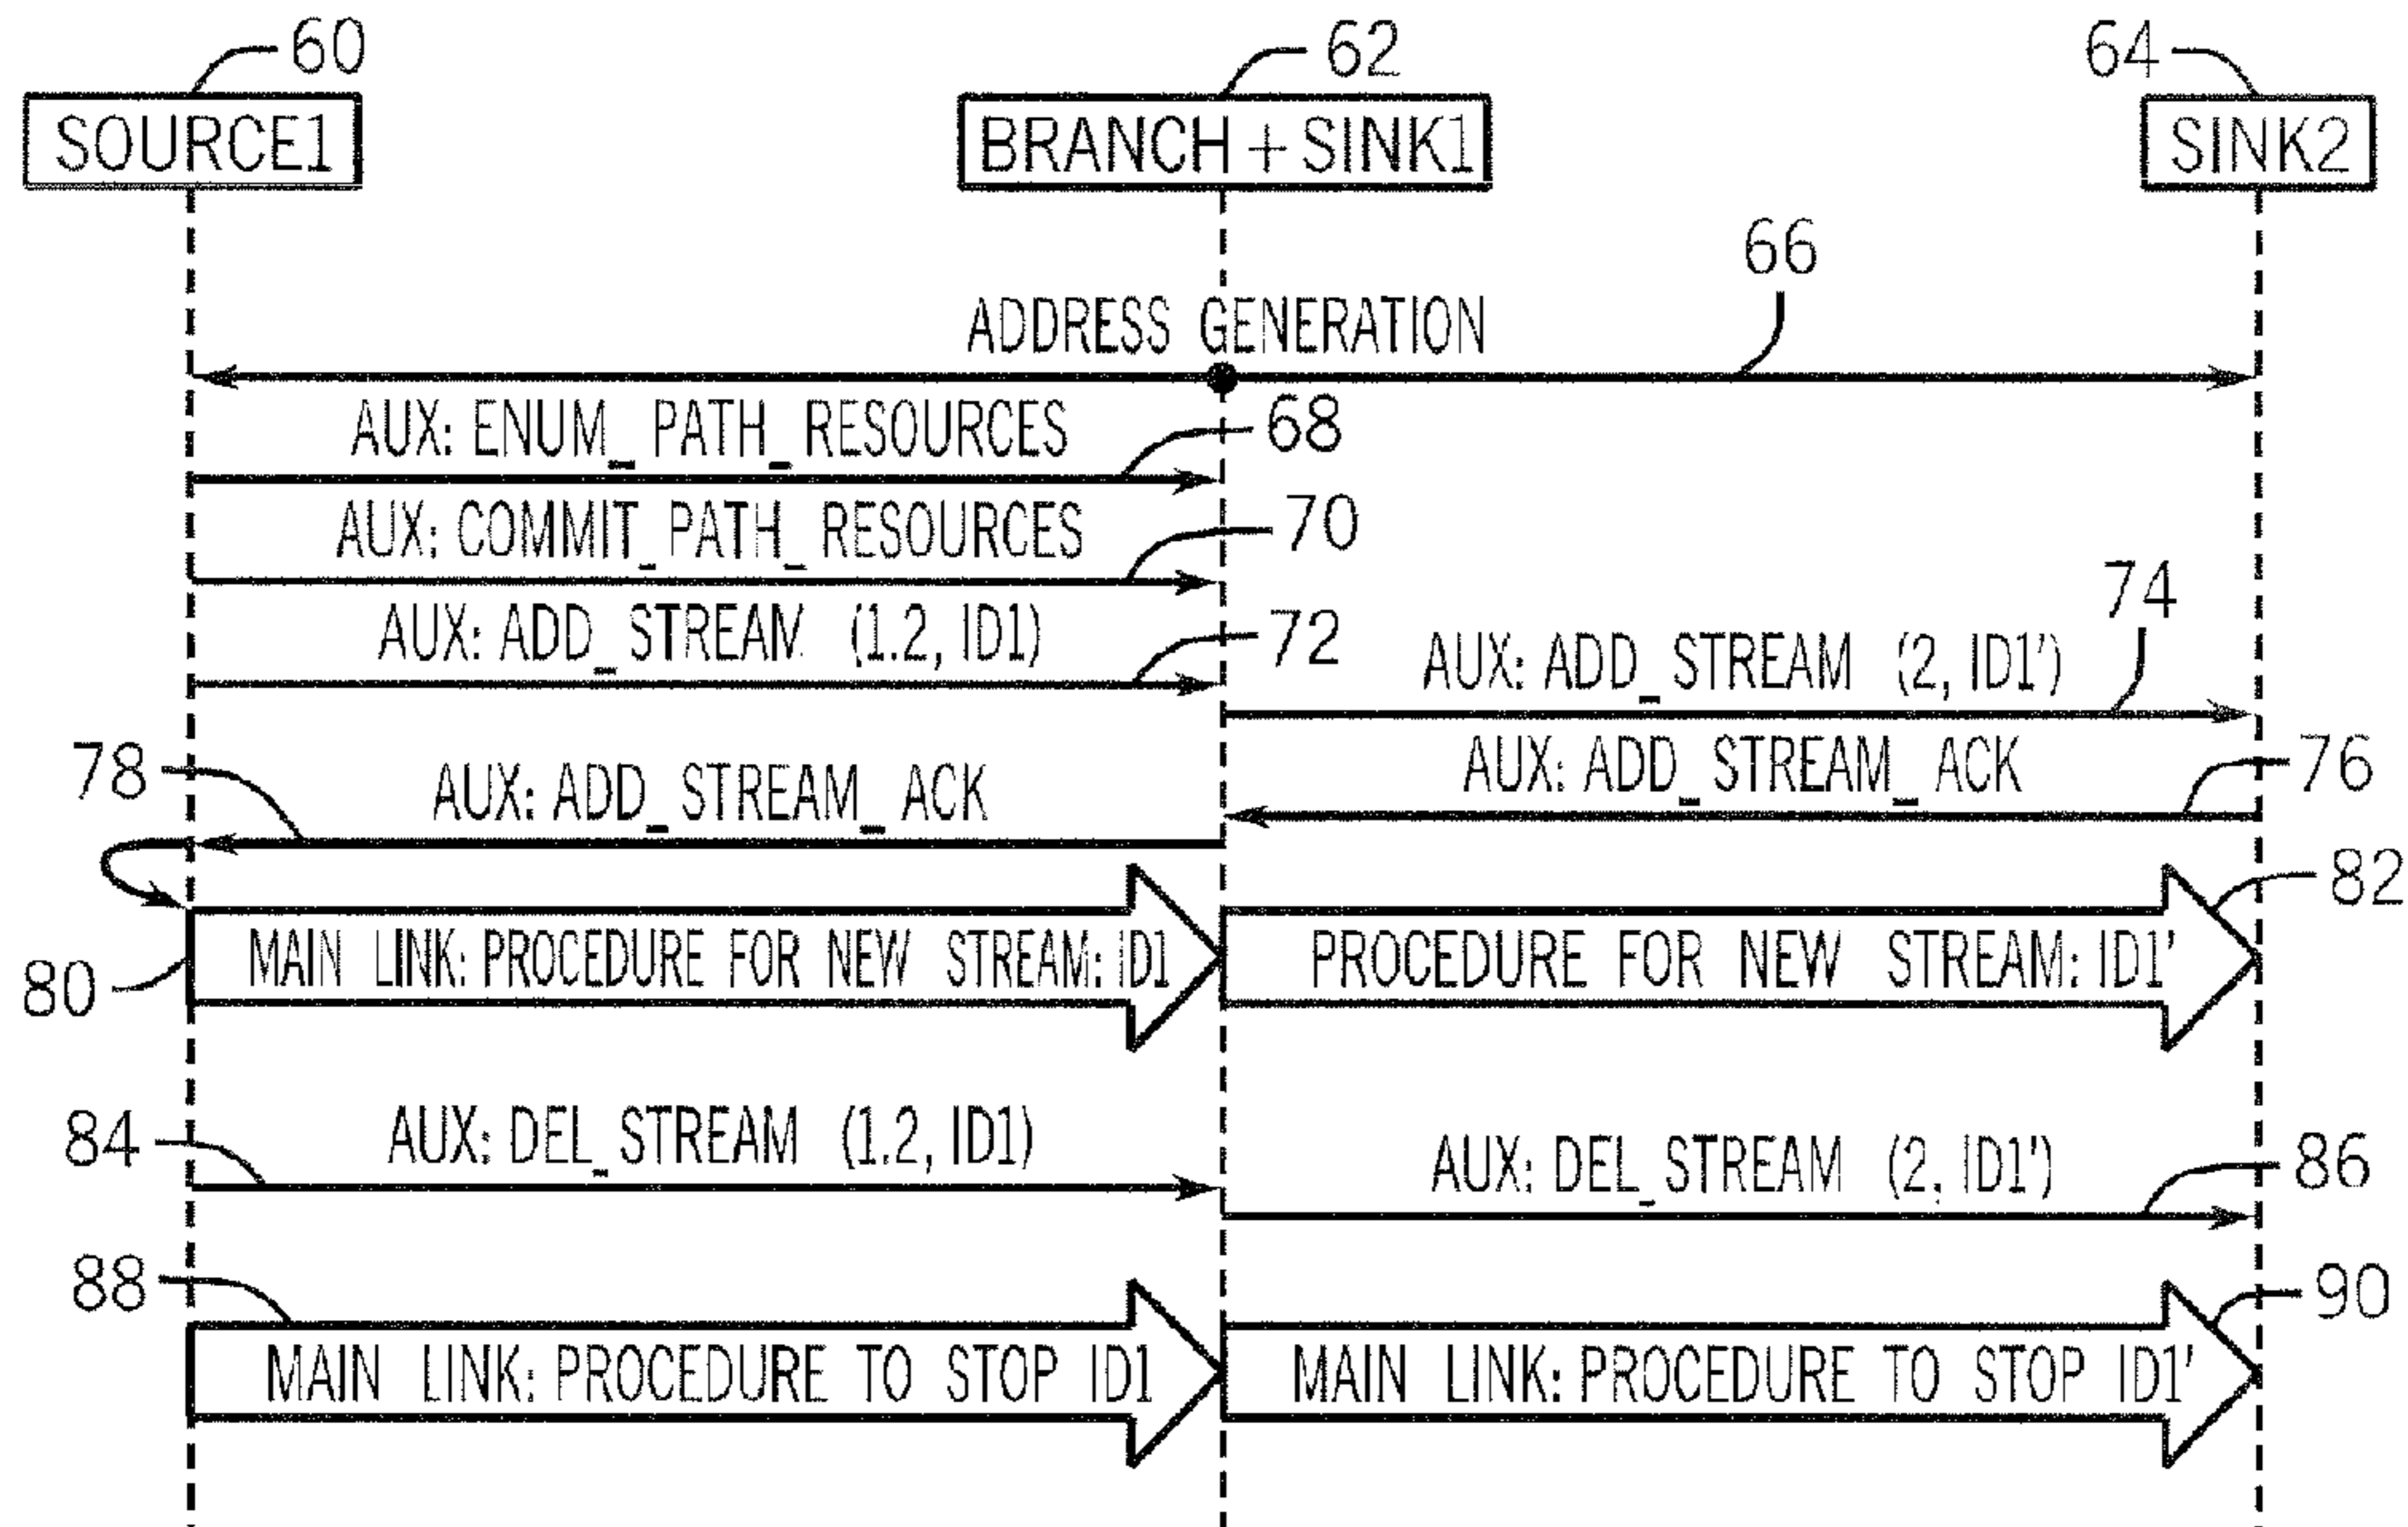 60
62
64
SOURCE1
BRANCH + SINK1
SINK2
66
ADDRESS GENERATION
AUX: ENUM_PATH_RESOURCES
68
AUX: COMMIT_PATH_RESOURCES
70
AUX: ADD_STREAM (1.2, ID1)
72
74
AUX: ADD_STREAM (2, ID1')
78
AUX: ADD_STREAM_ACK
AUX: ADD_STREAM_ACK
76
82
MAIN LINK: PROCEDURE FOR NEW STREAM: ID1
PROCEDURE FOR NEW STREAM: ID1'
80
84
AUX: DEL_STREAM (1.2, ID1)
AUX: DEL_STREAM (2, ID1')
86
88
90
MAIN LINK: PROCEDURE TO STOP ID1
MAIN LINK: PROCEDURE TO STOP ID1'